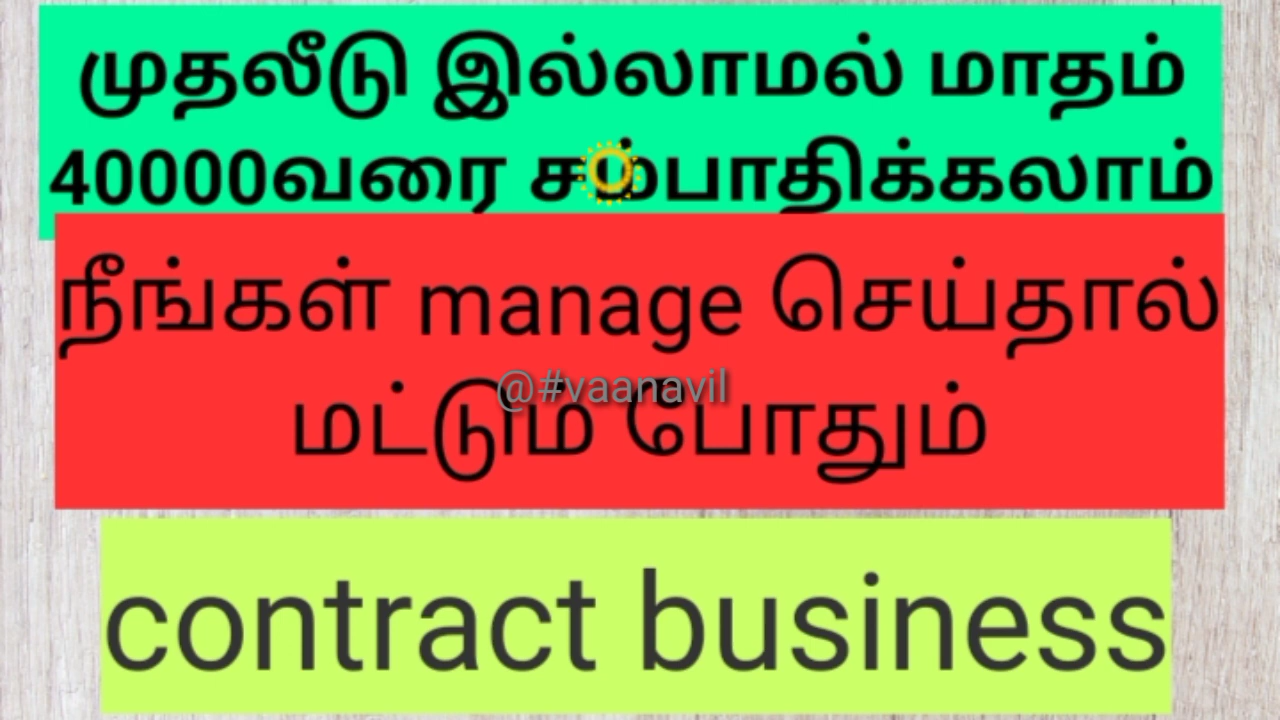 முதலீடு இல்லாமல் மாதம்
40000வரை சம்பாதிக்கலாம்
நீங்கள் manage செய்தால்
@#vaanavil
மட்டும் போதும்
contract business